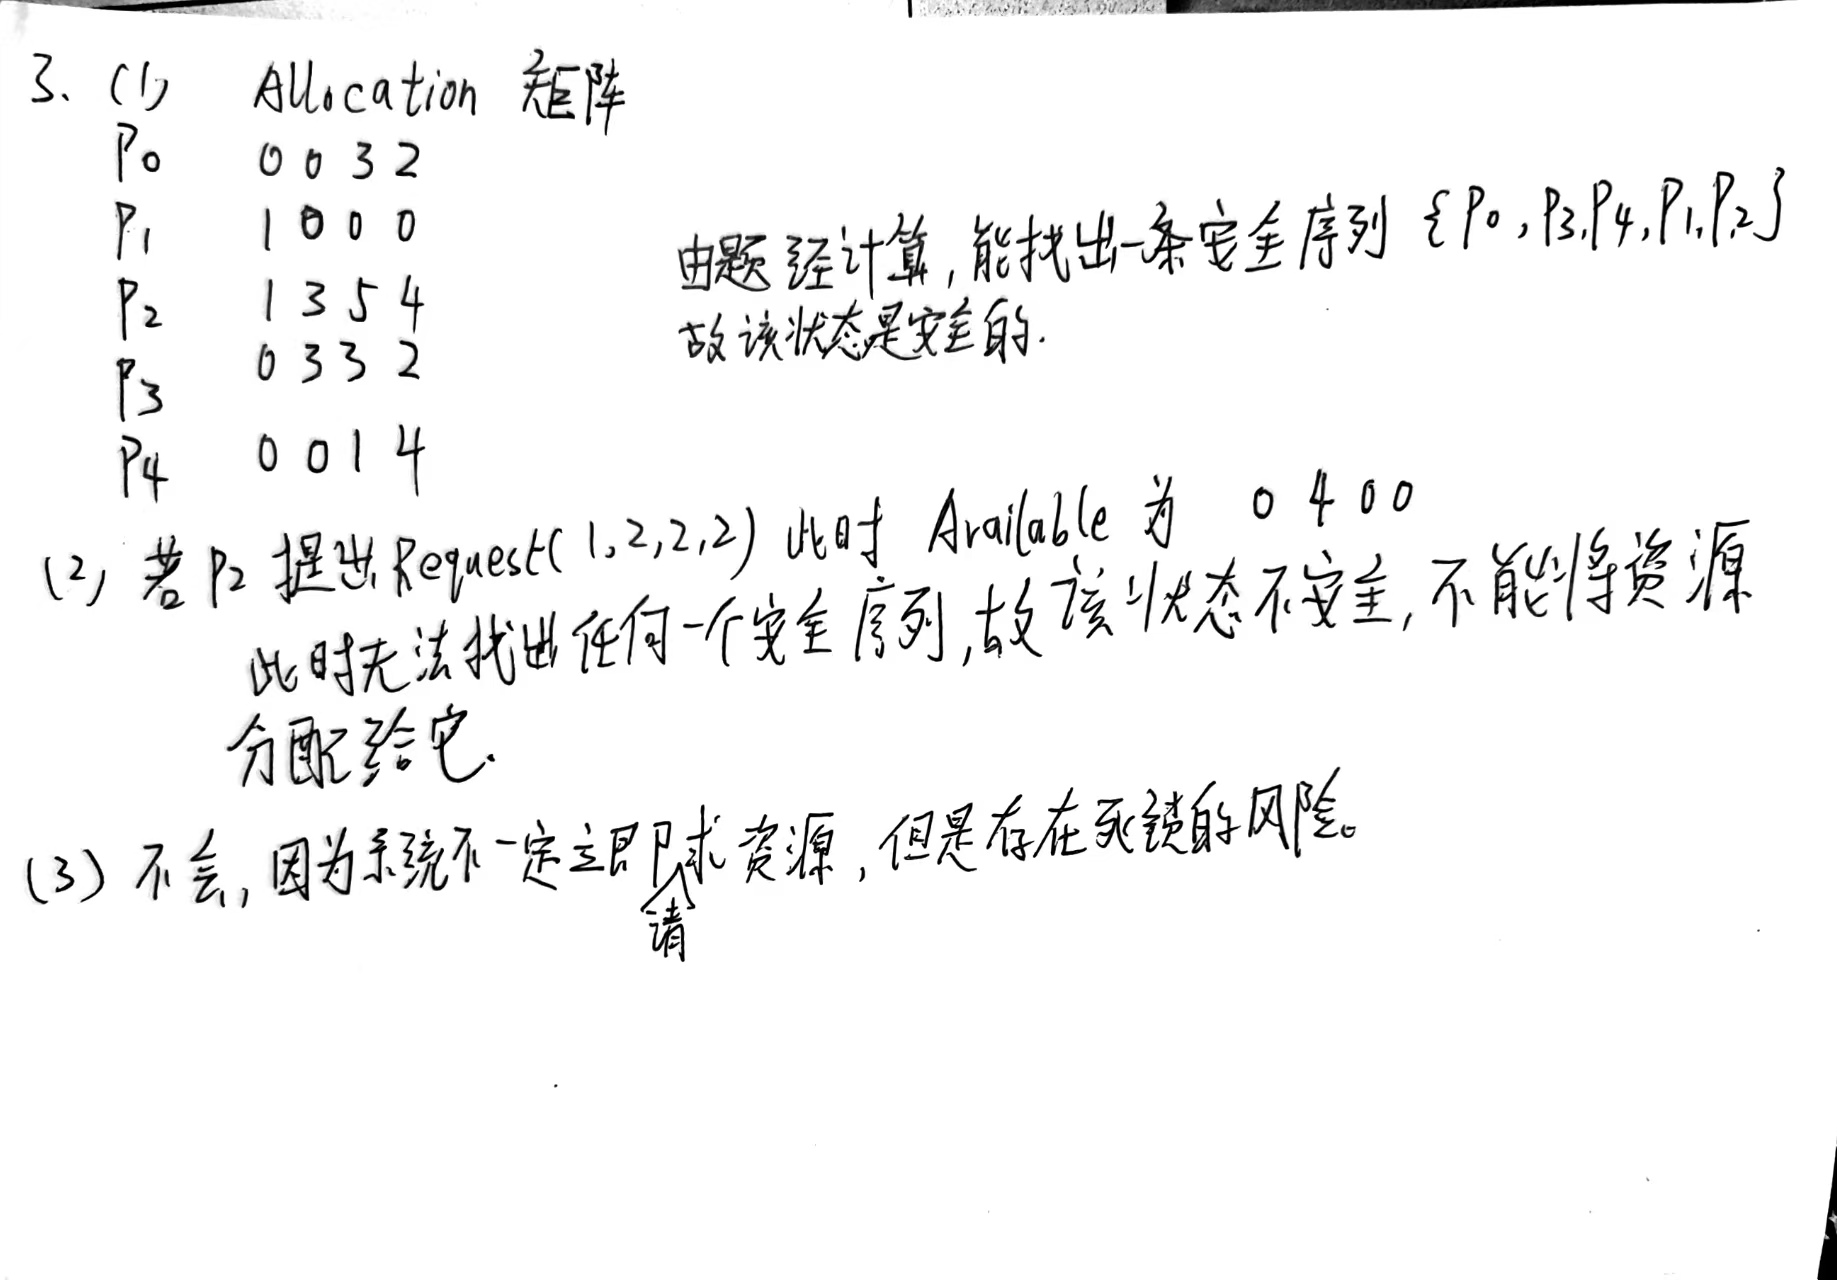 3、(1) Allocation 矩阵
P0 0 0 3 2
P1 1 0 0 0
P2 1 3 5 4
P3 0 3 3 2
P4 0 0 1 4
由题经计算,能找出一条安全序列 {P0,P3,P4,P1,P2}
故该状态是安全的.
(2) 若P2提出Request(1,2,2,2) 此时 Available 为 0 4 0 0
此时无法找出任何一个安全序列,故该状态不安全,不能将资源
分配给它.
(3) 不会,因为系统不一定立即请求资源,但是存在死锁的风险。